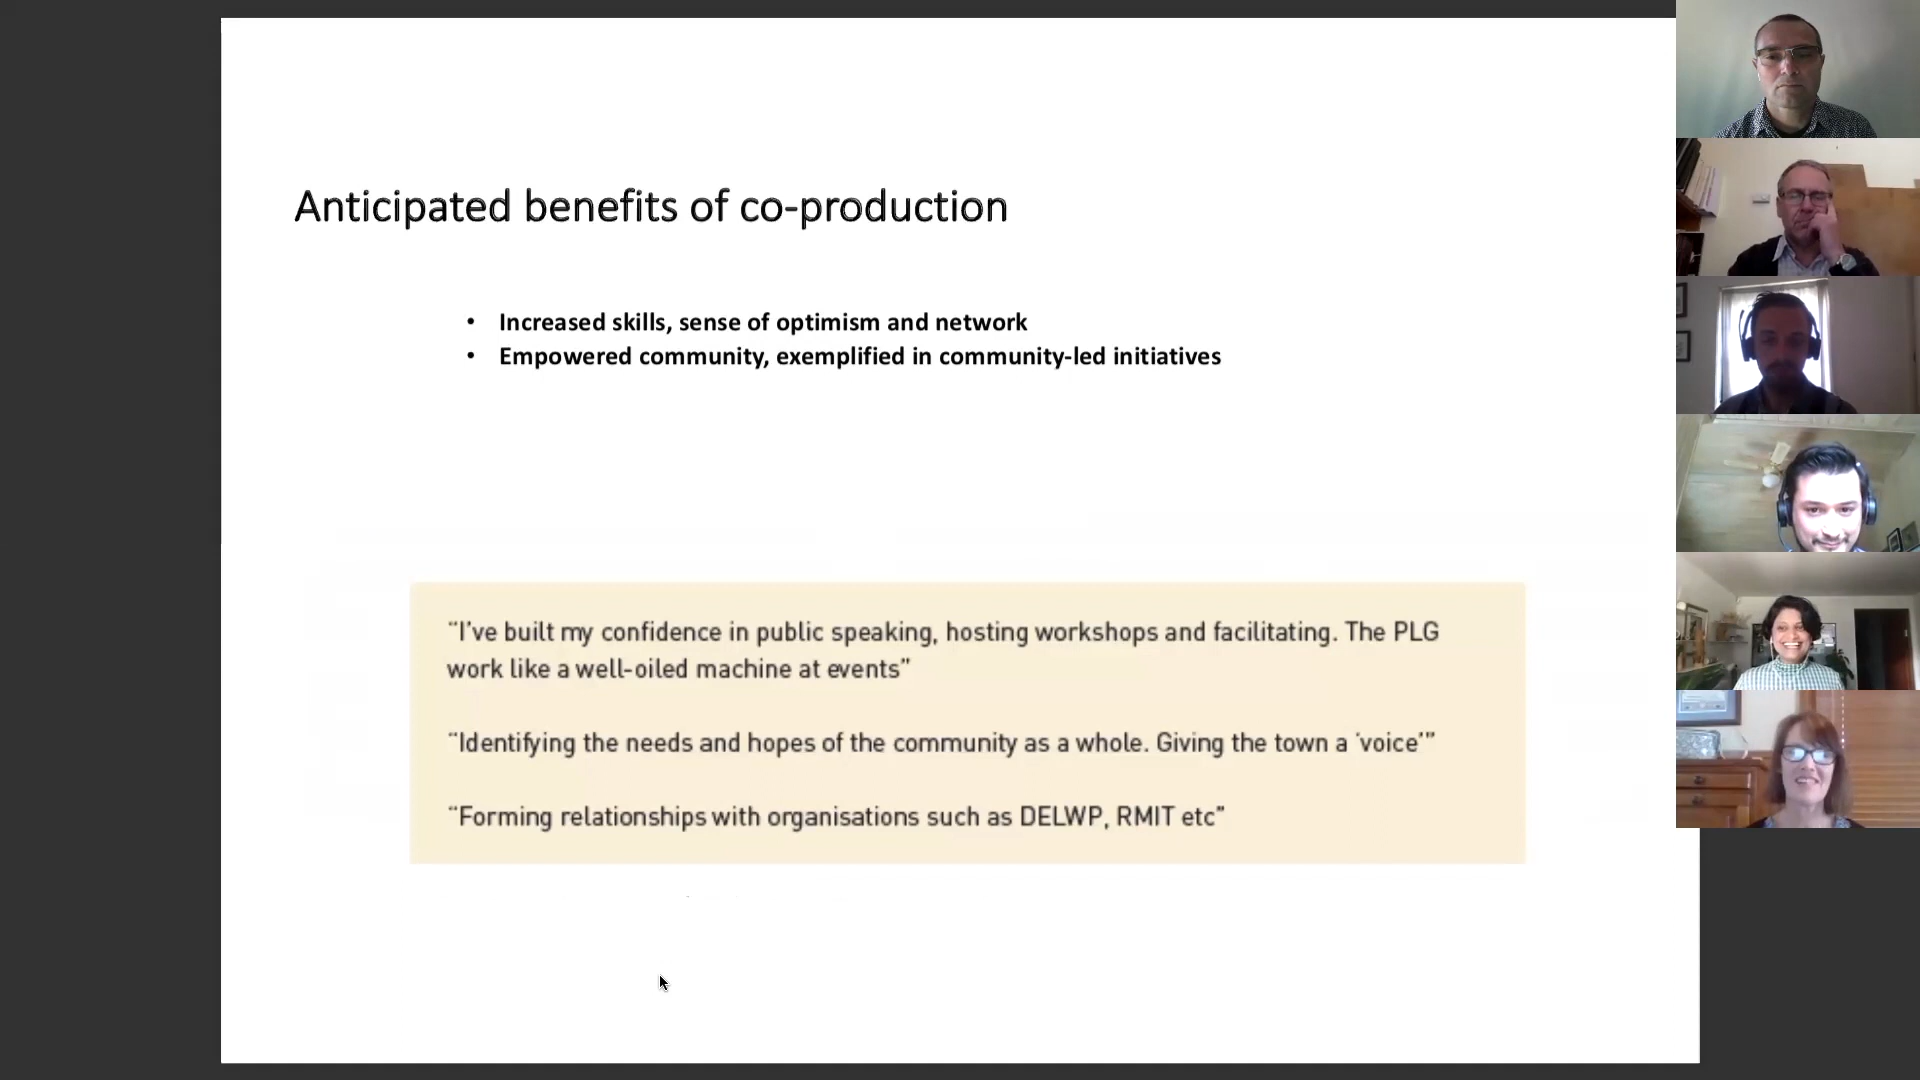 Anticipated benefits of co-production
• Increased skills, sense of optimism and network
• Empowered community, exemplified in community-led initiatives
“I’ve built my confidence in public speaking, hosting workshops and facilitating. The PLG
work like a well-oiled machine at events”
“Identifying the needs and hopes of the community as a whole. Giving the town a ‘voice’”
“Forming relationships with organisations such as DELWP, RMIT etc”